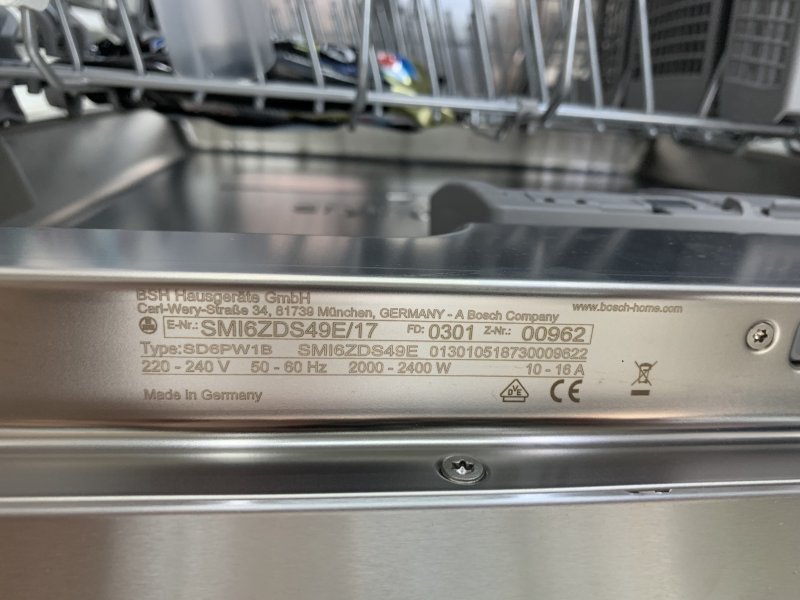 BSH Hausgeräte GmbH
Carl-Wery-Straße 34, 61739 München, GERMANY - A Bosch Company
www.bosch-home.com
E-Nr.: SMI6ZDS49E/17 FD: 0301 Z-Nr.: 00962
Type: SD6PW1B SMI6ZDS49E 013010518730009622
220 - 240 V 50 - 60 Hz 2000 - 2400 W 10 - 16 A
Made in Germany
DVE CE